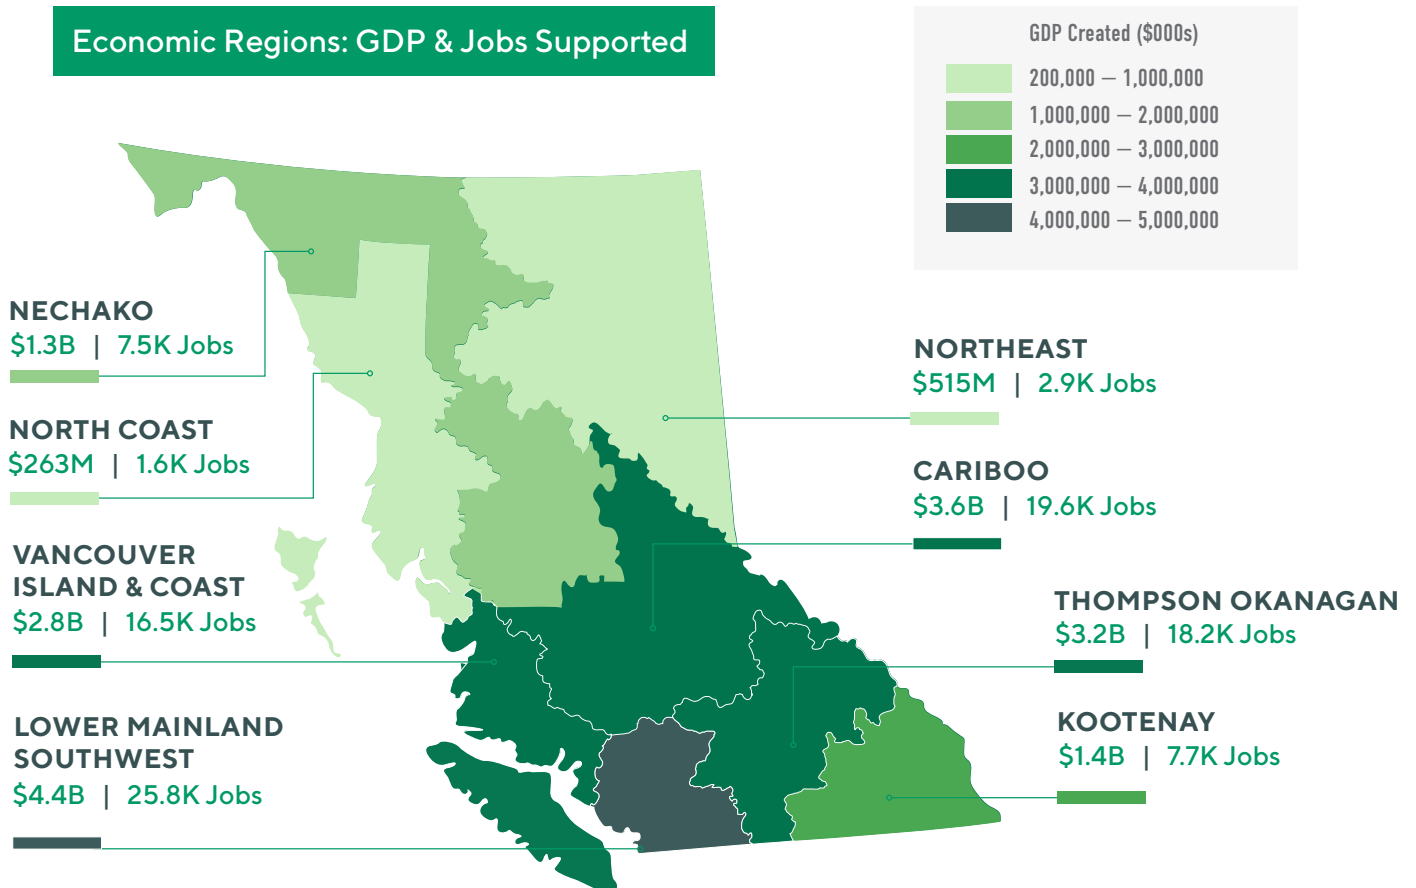 Economic Regions: GDP & Jobs Supported
GDP Created ($000s)
200,000 – 1,000,000
1,000,000 – 2,000,000
2,000,000 – 3,000,000
3,000,000 – 4,000,000
4,000,000 – 5,000,000
NECHAKO
$1.3B | 7.5K Jobs
NORTH COAST
$263M | 1.6K Jobs
VANCOUVER
ISLAND & COAST
$2.8B | 16.5K Jobs
LOWER MAINLAND
SOUTHWEST
$4.4B | 25.8K Jobs
NORTHEAST
$515M | 2.9K Jobs
CARIBOO
$3.6B | 19.6K Jobs
THOMPSON OKANAGAN
$3.2B | 18.2K Jobs
KOOTENAY
$1.4B | 7.7K Jobs